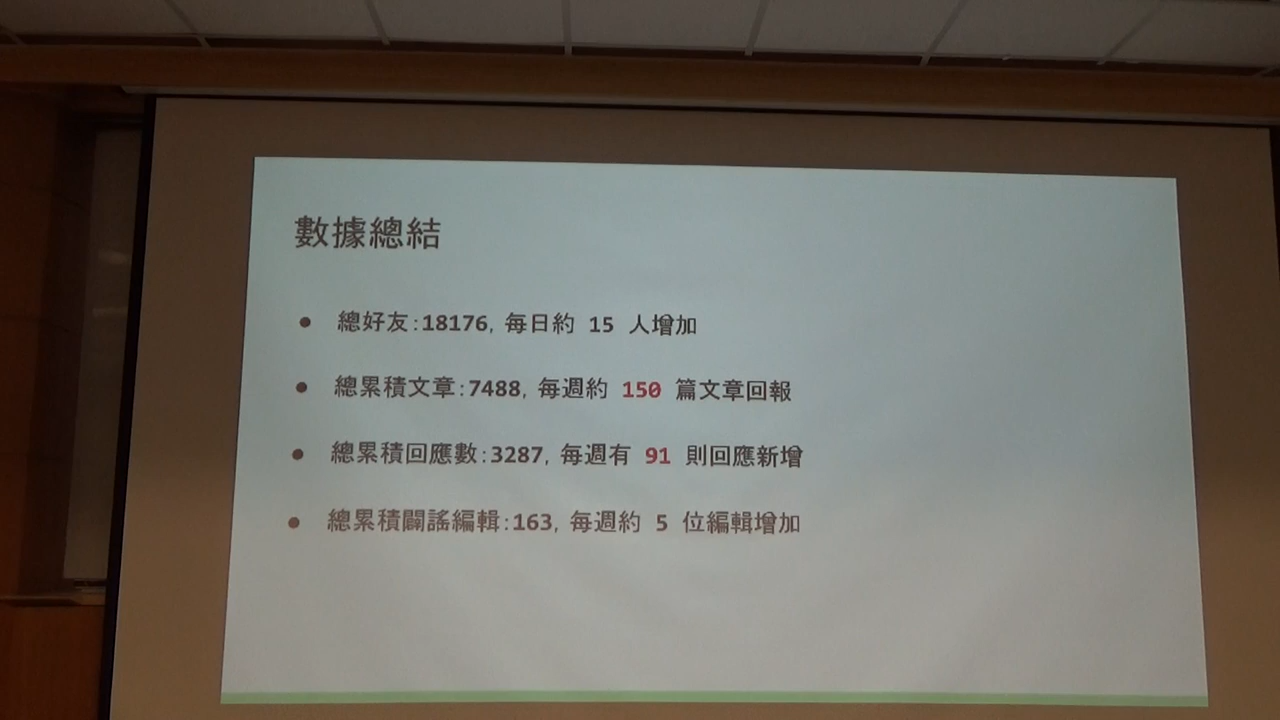 數據總結
● 總好友:18176, 每日約 15 人增加
● 總累積文章:7488, 每週約 150 篇文章回報
● 總累積回應數:3287, 每週有 91 則回應新增
● 總累積闢謠編輯:163, 每週約 5 位編輯增加